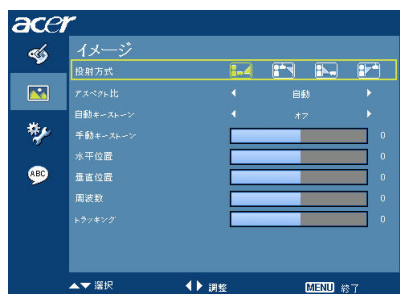 acer
イメージ
投射方式
アスペクト比 自動
自動キーストーン オフ
手動キーストーン 0
水平位置 0
垂直位置 0
周波数 0
トラッキング 0
ABC
▲▼ 選択 ◀▶ 調整 MENU 終了